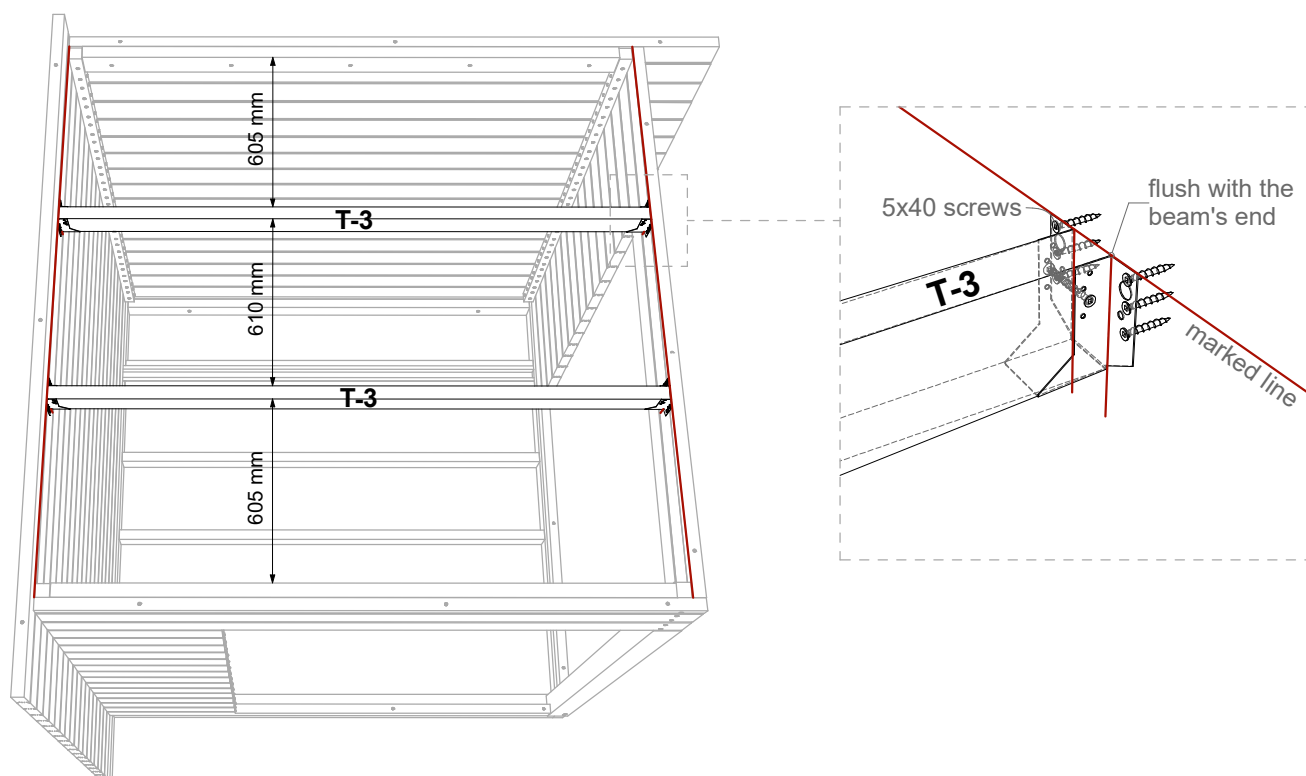 605 mm
T-3
610 mm
T-3
605 mm
5x40 screws
flush with the
beam's end
T-3
marked line